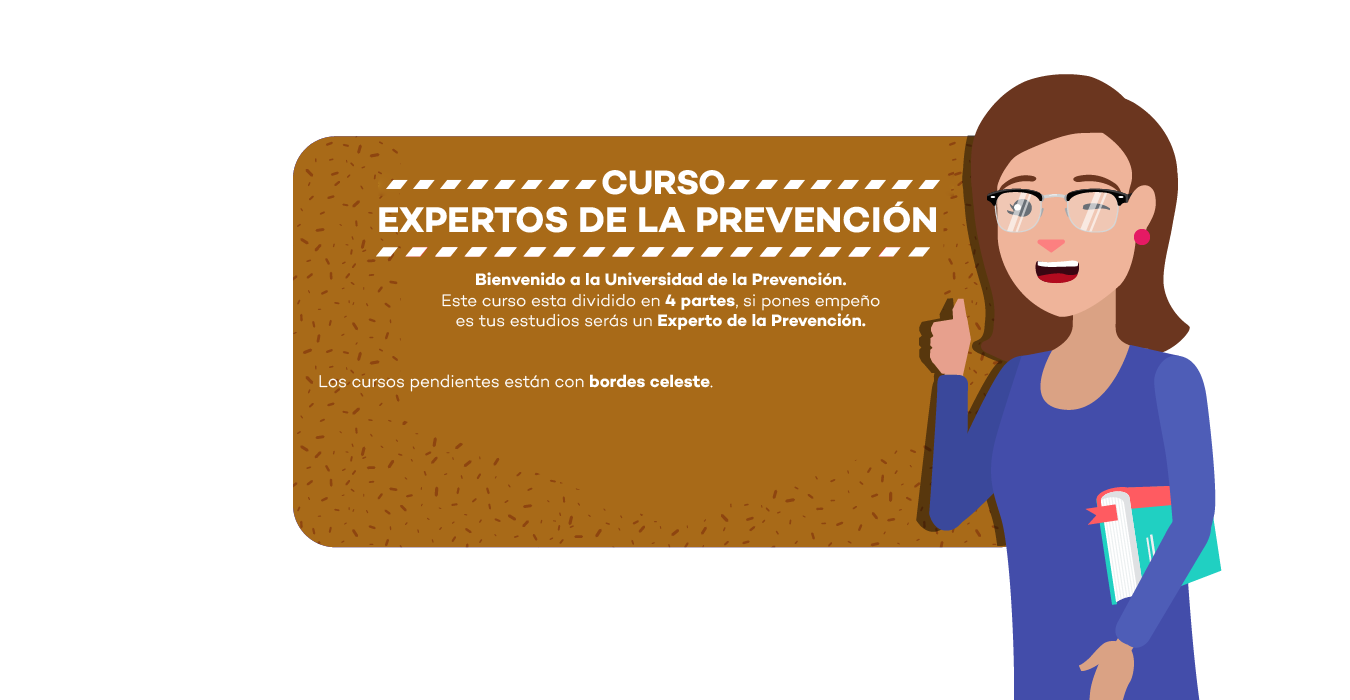 CURSO
EXPERTOS DE LA PREVENCIÓN
Bienvenido a la Universidad de la Prevención.
Este curso esta dividido en 4 partes, si pones empeño
es tus estudios serás un Experto de la Prevención.
Los cursos pendientes están con bordes celeste.